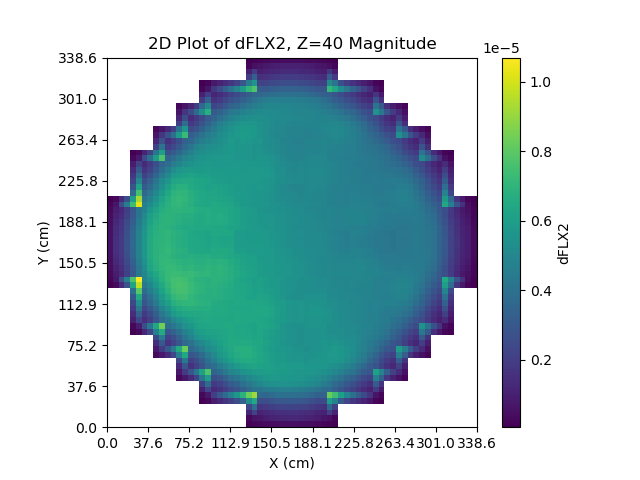 2D Plot of dFLX2, Z=40 Magnitude
1e−5
338.6
301.0
263.4
225.8
188.1
150.5
112.9
75.2
37.6
0.0
Y (cm)
0.0 37.6 75.2 112.9 150.5 188.1 225.8 263.4 301.0 338.6
X (cm)
1.0
0.8
0.6
0.4
0.2
dFLX2